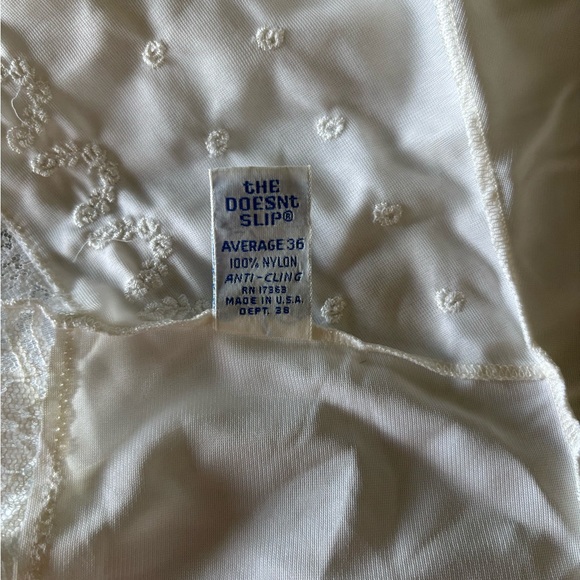 tHE
DOESNt
SLIP®
AVERAGE 36
100% NYLON
ANTI-CLING
RN 17363
MADE IN U.S.A.
DEPT. 38